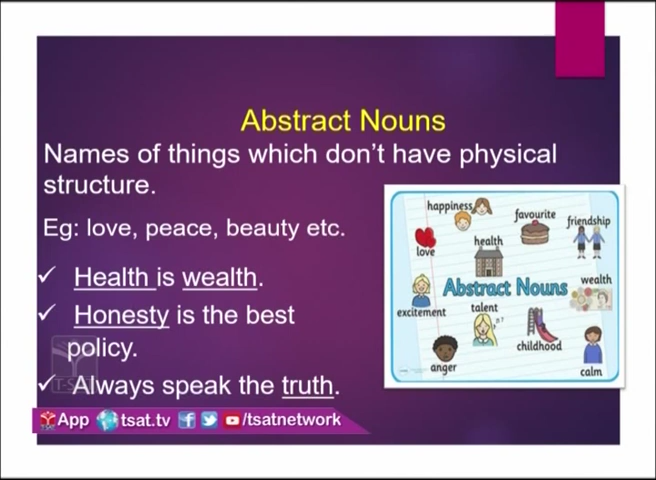 Abstract Nouns
Names of things which don't have physical
structure.
Eg: love, peace, beauty etc.
✓ Health is wealth.
✓ Honesty is the best
policy.
✓ Always speak the truth.
happiness
favourite
friendship
love
health
Abstract Nouns
wealth
excitement
talent
childhood
anger
calm
T-SAT
App tsat.tv /tsatnetwork